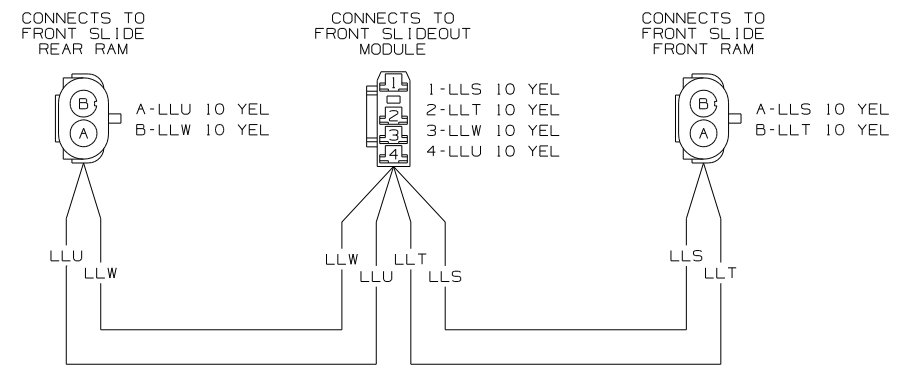 CONNECTS TO
FRONT SLIDE
REAR RAM
B
A
A-LLU 10 YEL
B-LLW 10 YEL
CONNECTS TO
FRONT SLIDEOUT
MODULE
1
2
3
4
1-LLS 10 YEL
2-LLT 10 YEL
3-LLW 10 YEL
4-LLU 10 YEL
CONNECTS TO
FRONT SLIDE
FRONT RAM
B
A
A-LLS 10 YEL
B-LLT 10 YEL
LLU
LLW
LLW
LLU
LLT
LLS
LLS
LLT